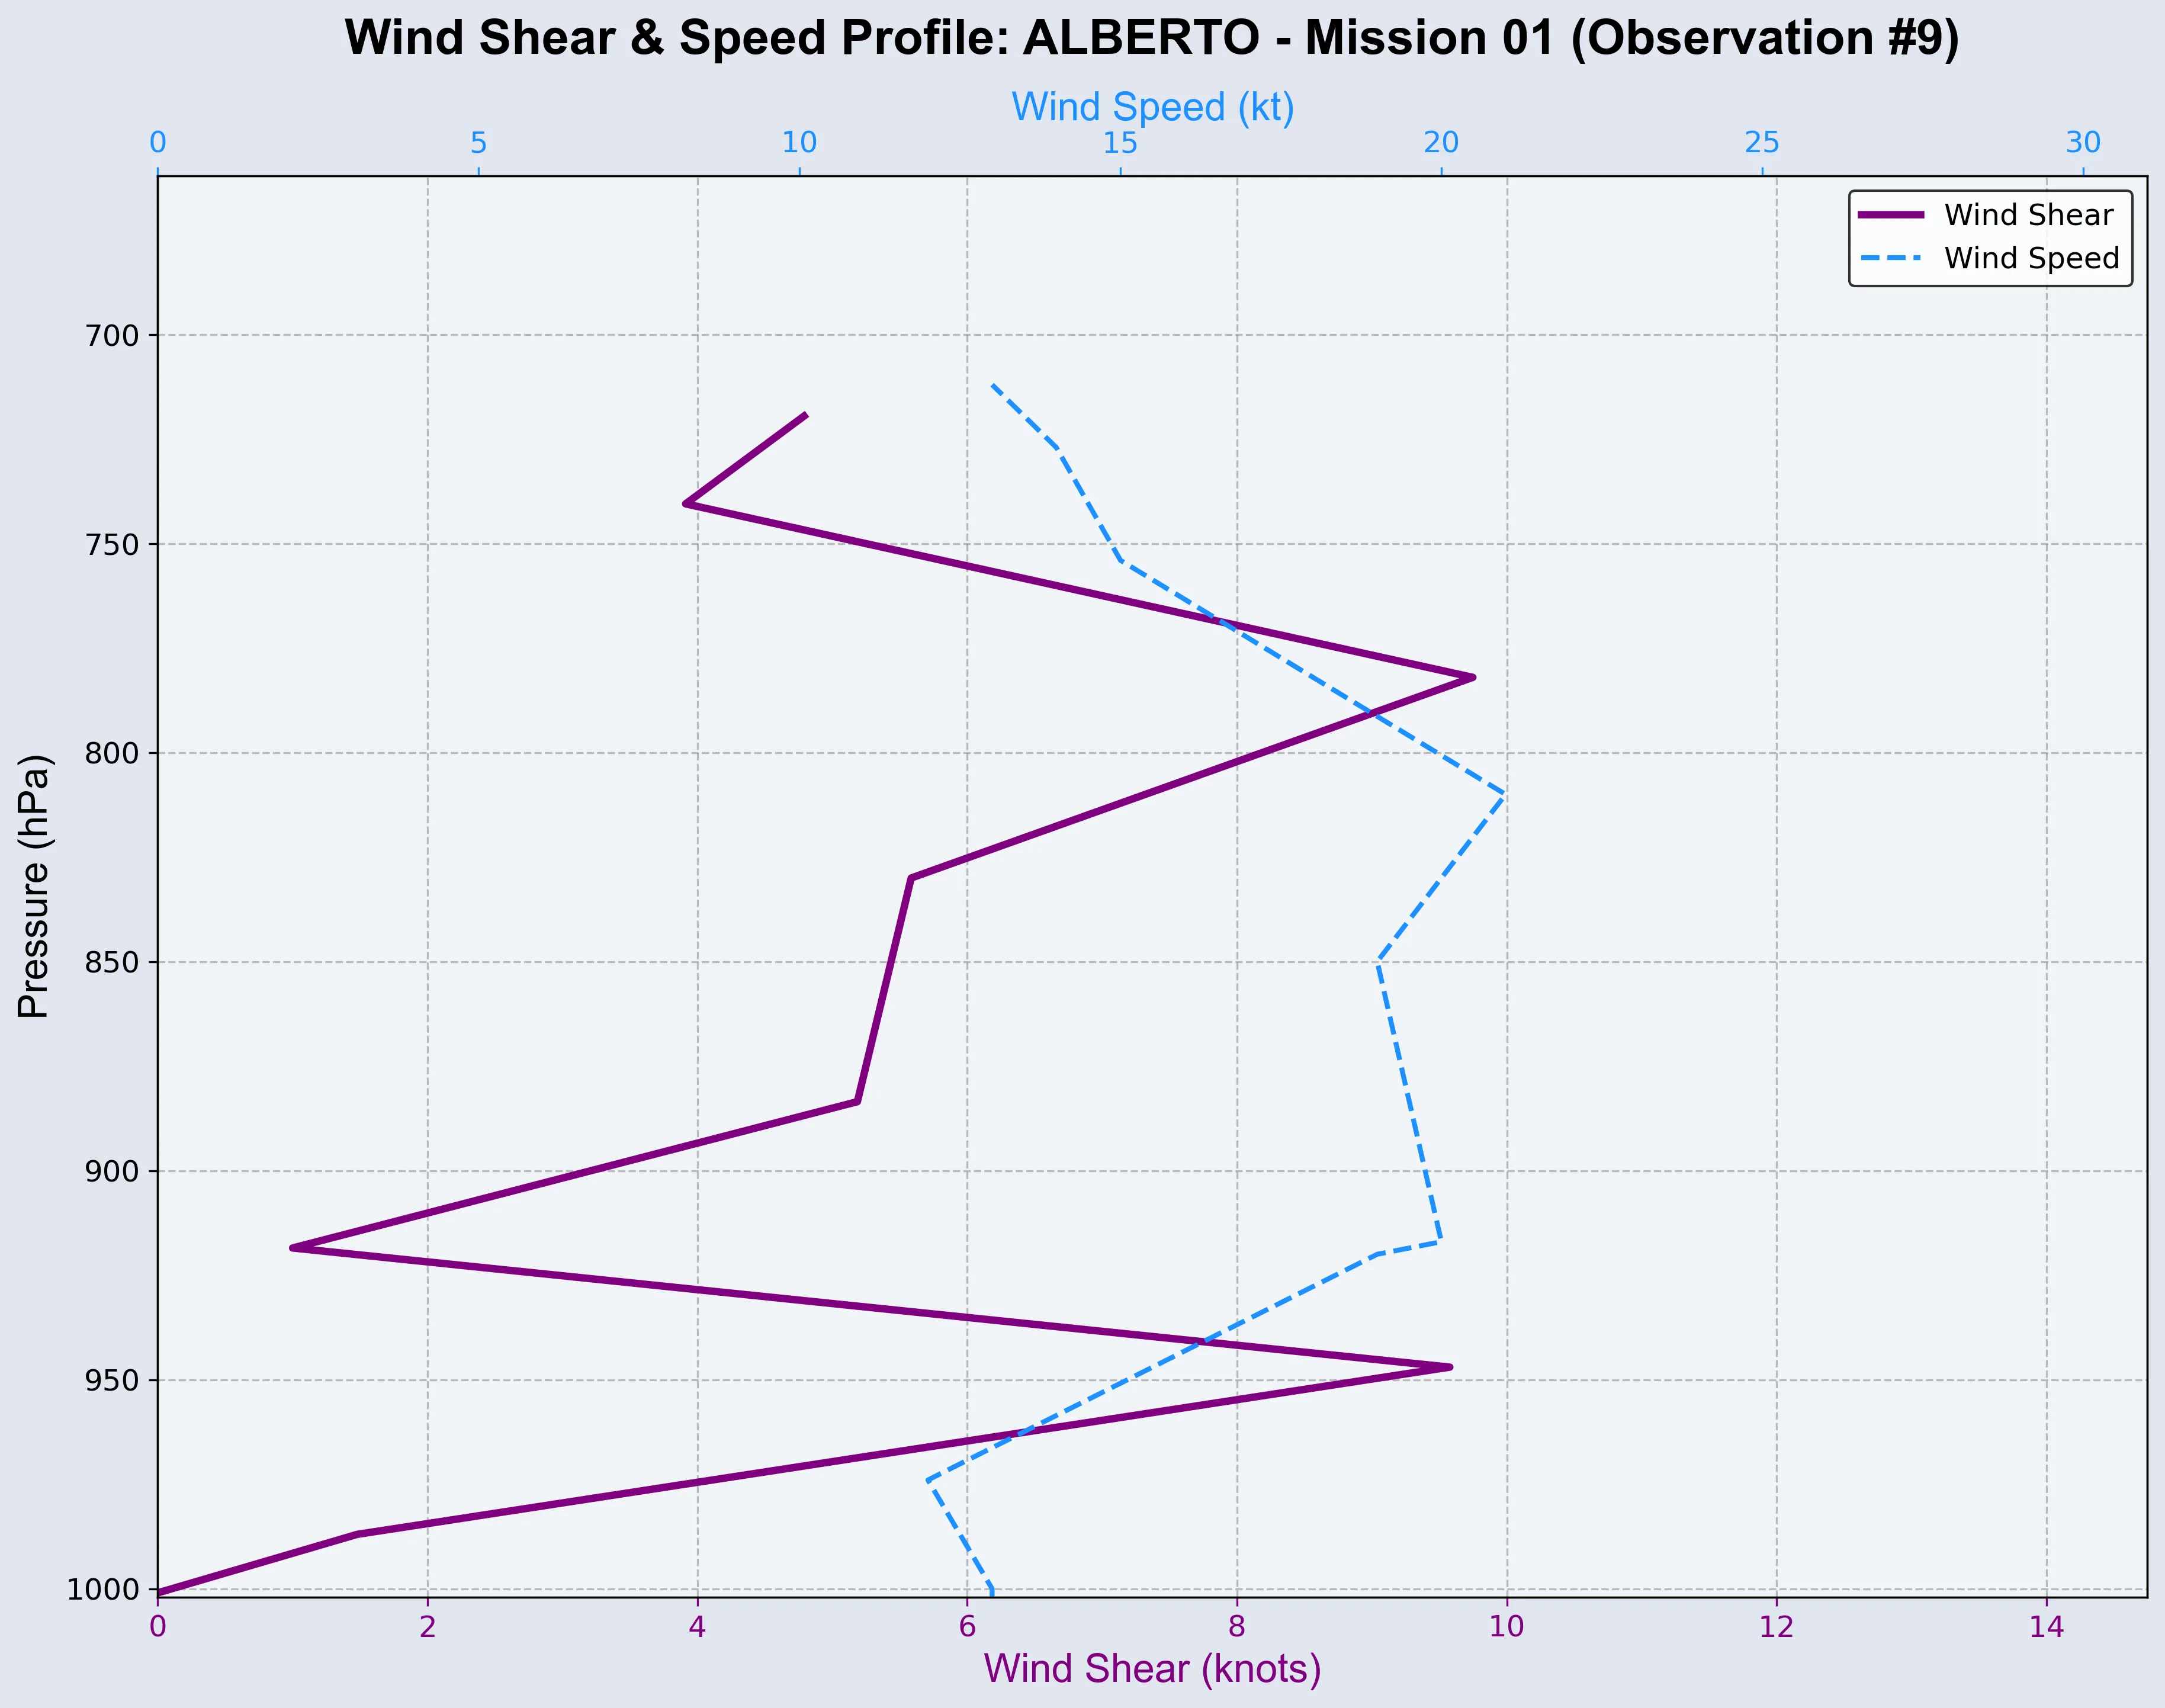 Wind Shear & Speed Profile: ALBERTO - Mission 01 (Observation #9)
Wind Speed (kt)
0 5 10 15 20 25 30
Wind Shear
Wind Speed
Pressure (hPa)
700
750
800
850
900
950
1000
0 2 4 6 8 10 12 14
Wind Shear (knots)